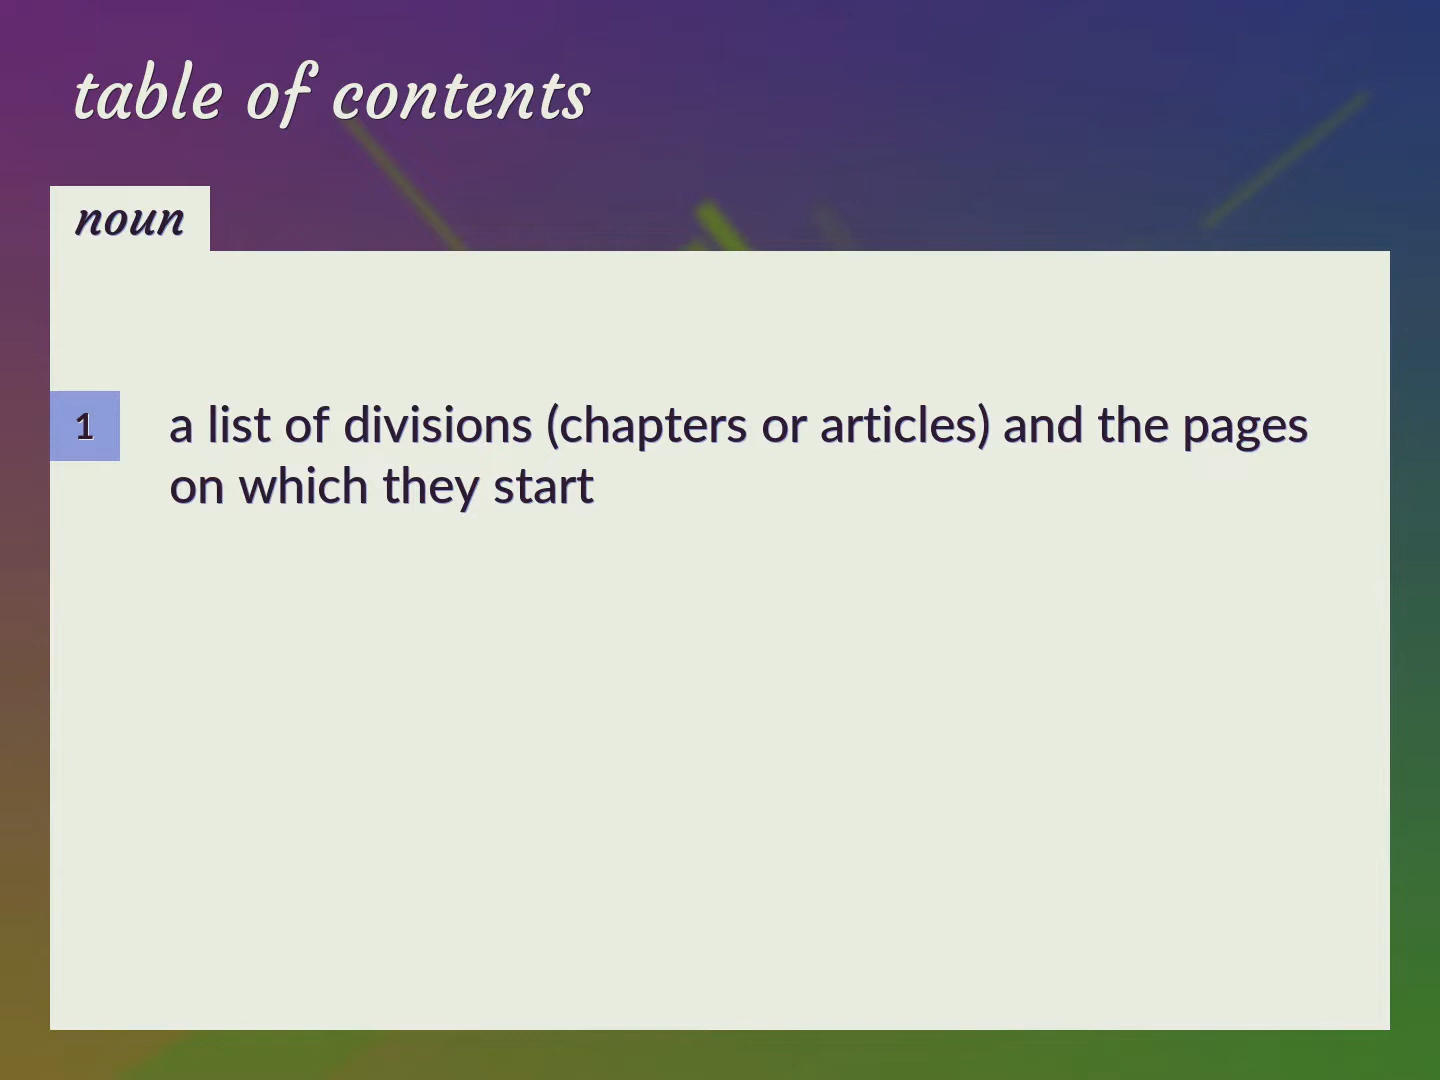 table of contents
noun
1
a list of divisions (chapters or articles) and the pages
on which they start